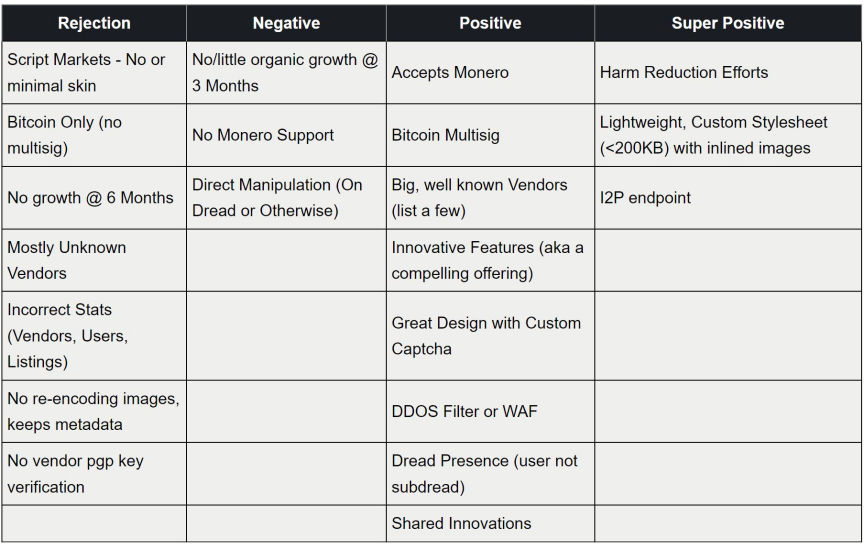 Rejection
Negative
Positive
Super Positive
Script Markets - No or
minimal skin
No/little organic growth @
3 Months
Accepts Monero
Harm Reduction Efforts
Bitcoin Only (no
multisig)
No Monero Support
Bitcoin Multisig
Lightweight, Custom Stylesheet
(<200KB) with inlined images
No growth @ 6 Months
Direct Manipulation (On
Dread or Otherwise)
Big, well known Vendors
(list a few)
I2P endpoint
Mostly Unknown
Vendors
Innovative Features (aka a
compelling offering)
Incorrect Stats
(Vendors, Users,
Listings)
Great Design with Custom
Captcha
No re-encoding images,
keeps metadata
DDOS Filter or WAF
No vendor pgp key
verification
Dread Presence (user not
subdread)
Shared Innovations